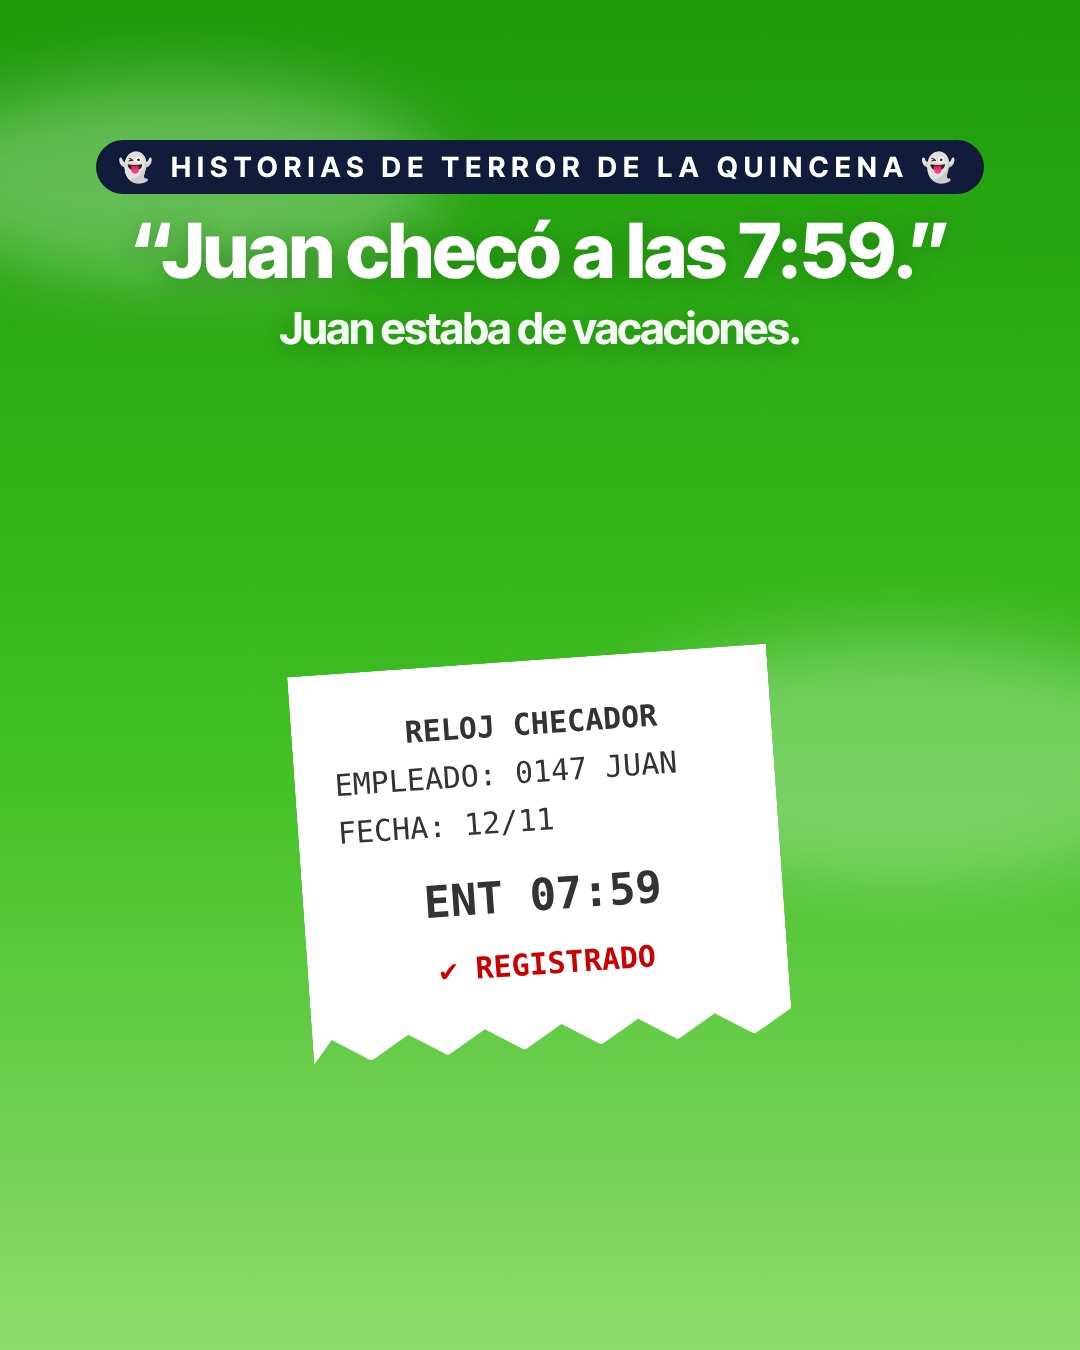 👻 HISTORIAS DE TERROR DE LA QUINCENA 👻
“Juan checó a las 7:59.”
Juan estaba de vacaciones.
RELOJ CHECADOR
EMPLEADO: 0147 JUAN
FECHA: 12/11
ENT 07:59
✔ REGISTRADO